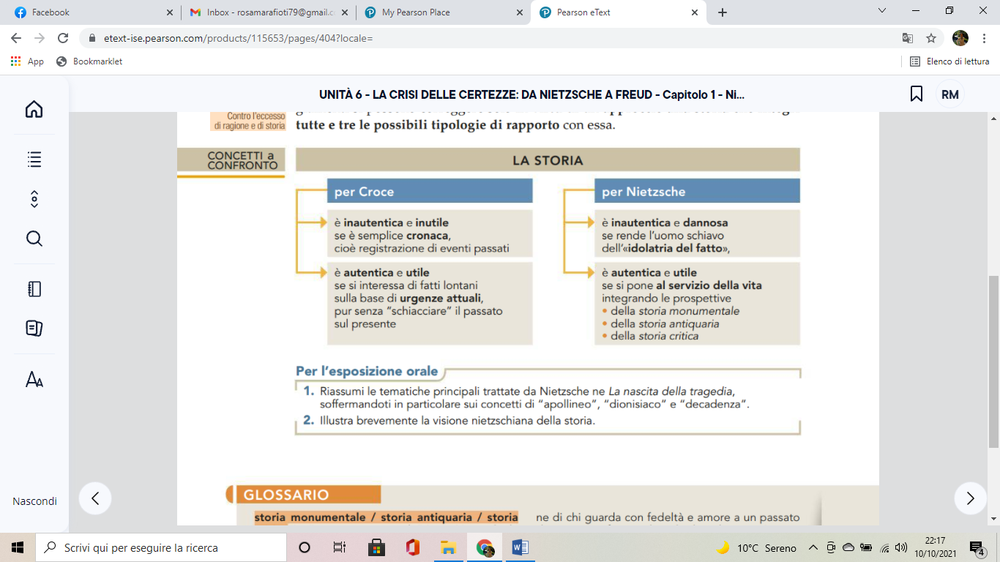 Facebook
Inbox - rosamarafioti79@gmail.c
My Pearson Place
Pearson eText
etext-ise.pearson.com/products/115653/pages/404?locale=
App
Bookmarklet
Elenco di lettura
UNITÀ 6 - LA CRISI DELLE CERTEZZE: DA NIETZSCHE A FREUD - Capitolo 1 - Ni...
RM
Contro l'eccesso
di ragione e di storia
tutte e tre le possibili tipologie di rapporto con essa.
CONCETTI a
CONFRONTO
LA STORIA
per Croce
è inautentica e inutile
se è semplice cronaca,
cioè registrazione di eventi passati
è autentica e utile
se si interessa di fatti lontani
sulla base di urgenze attuali,
pur senza "schiacciare" il passato
sul presente
per Nietzsche
è inautentica e dannosa
se rende l'uomo schiavo
dell'«idolatria del fatto»,
è autentica e utile
se si pone al servizio della vita
integrando le prospettive
• della storia monumentale
• della storia antiquaria
• della storia critica
Per l'esposizione orale
1. Riassumi le tematiche principali trattate da Nietzsche ne La nascita della tragedia,
soffermandoti in particolare sui concetti di "apollineo", "dionisiaco" e "decadenza".
2. Illustra brevemente la visione nietzschiana della storia.
Nascondi
GLOSSARIO
storia monumentale / storia antiquaria / storia
ne di chi guarda con fedeltà e amore a un passato
Scrivi qui per eseguire la ricerca
10°C Sereno
22:17
10/10/2021
4